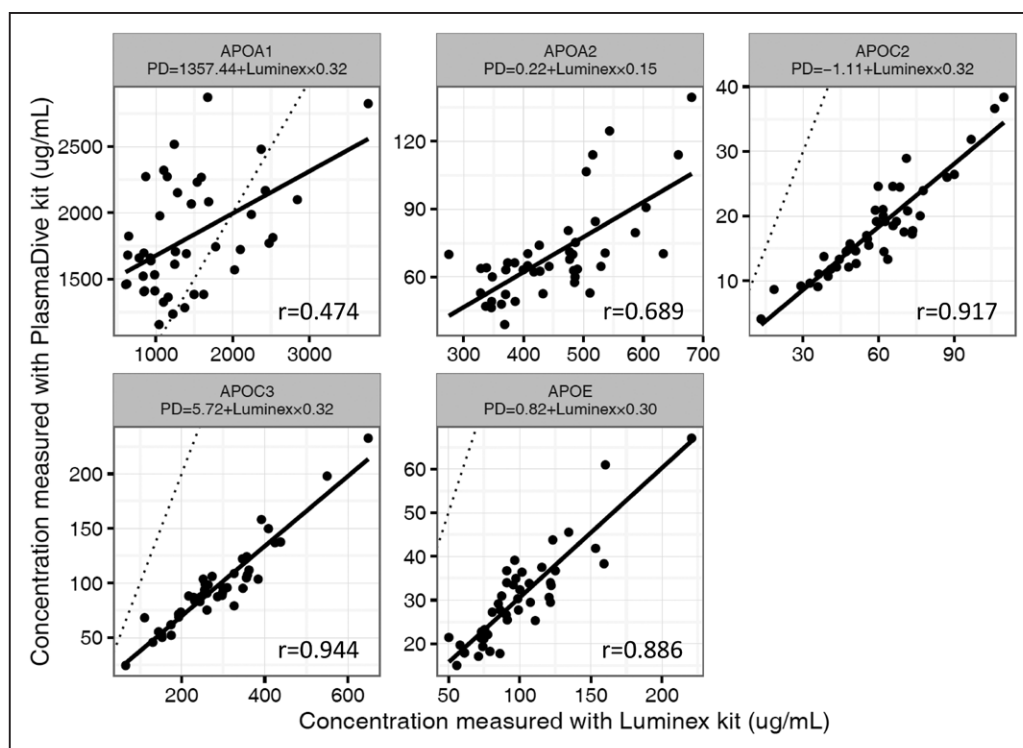 APOA1
PD=1357.44+Luminex×0.32
APOA2
PD=0.22+Luminex×0.15
APOC2
PD=−1.11+Luminex×0.32
2500
2000
1500
1000
2000
3000
r=0.474
120
90
60
300
400
500
600
700
r=0.689
40
30
20
10
30
60
90
r=0.917
APOC3
PD=5.72+Luminex×0.32
APOE
PD=0.82+Luminex×0.30
200
150
100
50
200
400
600
r=0.944
60
50
40
30
20
50
100
150
200
r=0.886
Concentration measured with PlasmaDive kit (ug/mL)
Concentration measured with Luminex kit (ug/mL)